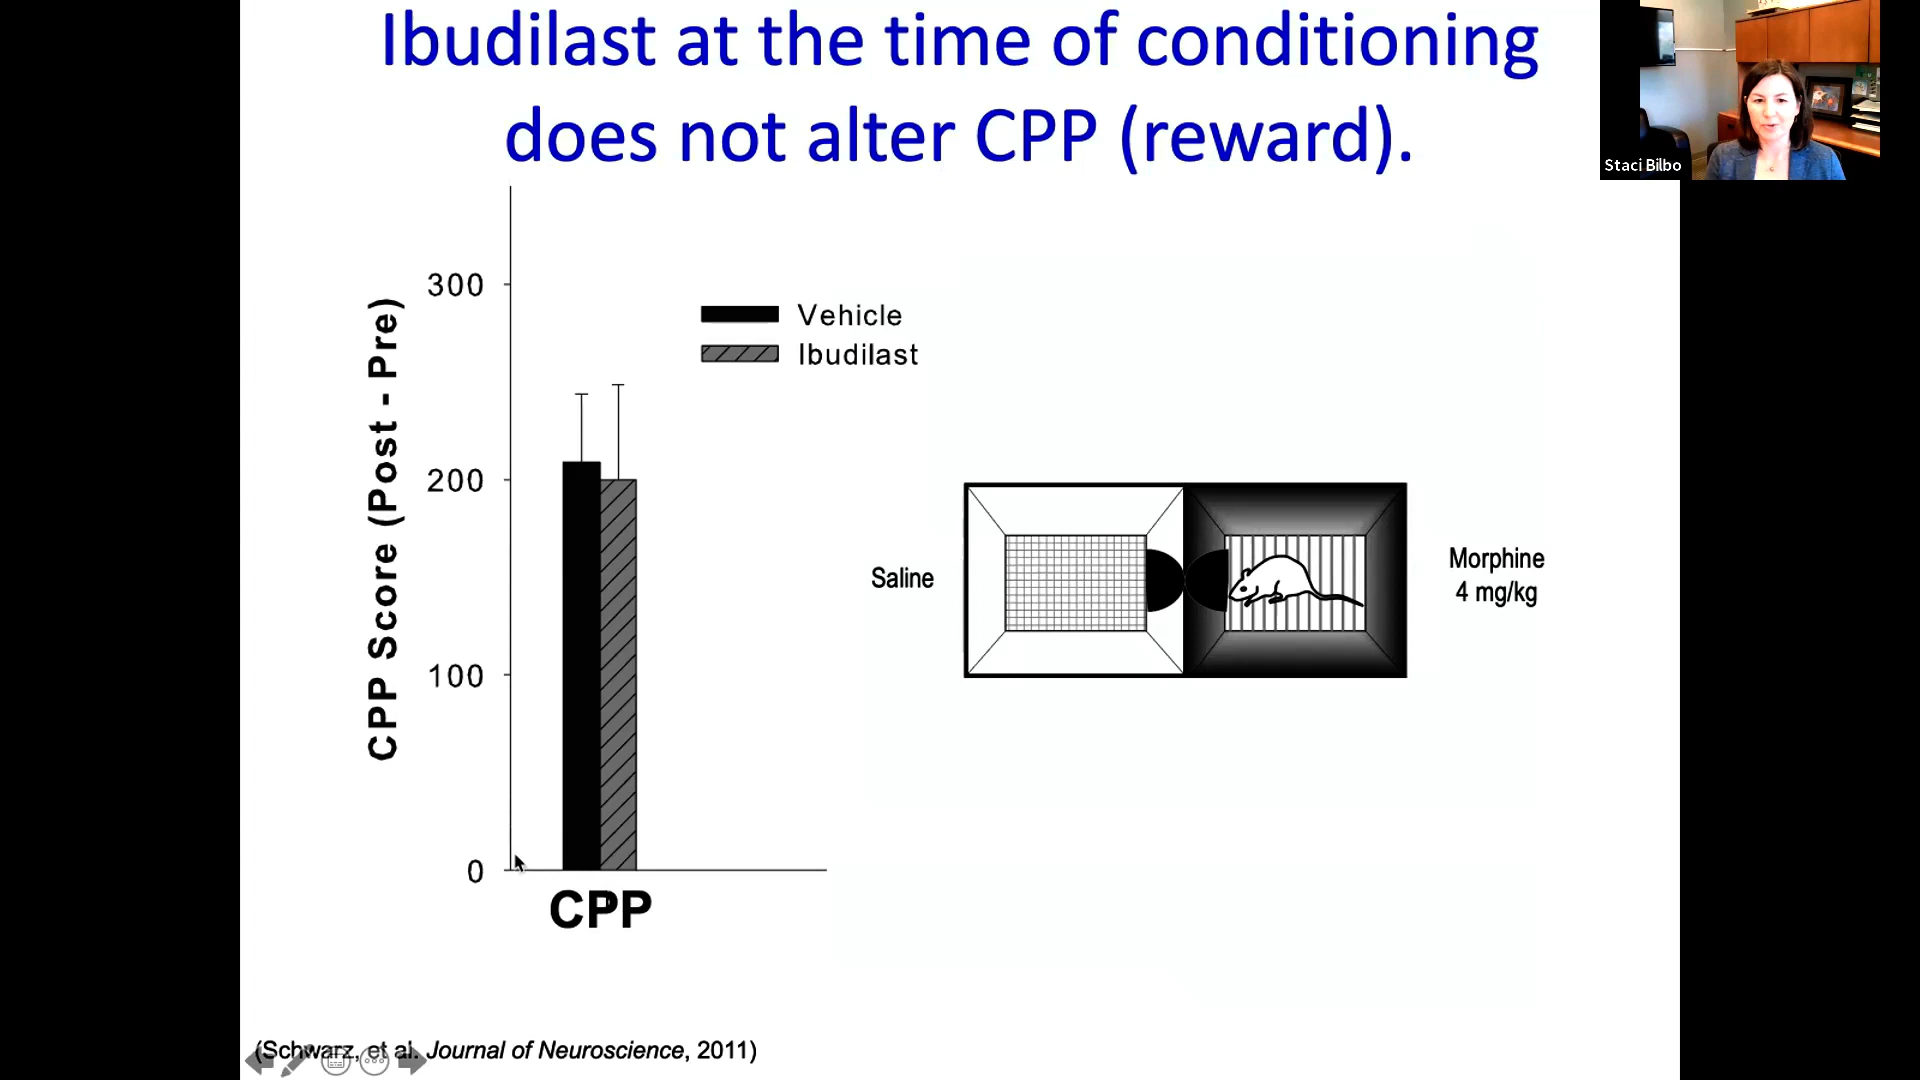 Ibudilast at the time of conditioning
does not alter CPP (reward).
Staci Bilbo
300
200
100
0
CPP Score (Post - Pre)
Vehicle
Ibudilast
CPP
Saline
Morphine
4 mg/kg
(Schwarz, et al. Journal of Neuroscience, 2011)